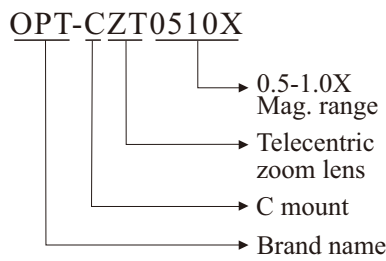 OPT-CZT0510X
0.5-1.0X
Mag. range
Telecentric
zoom lens
C mount
Brand name